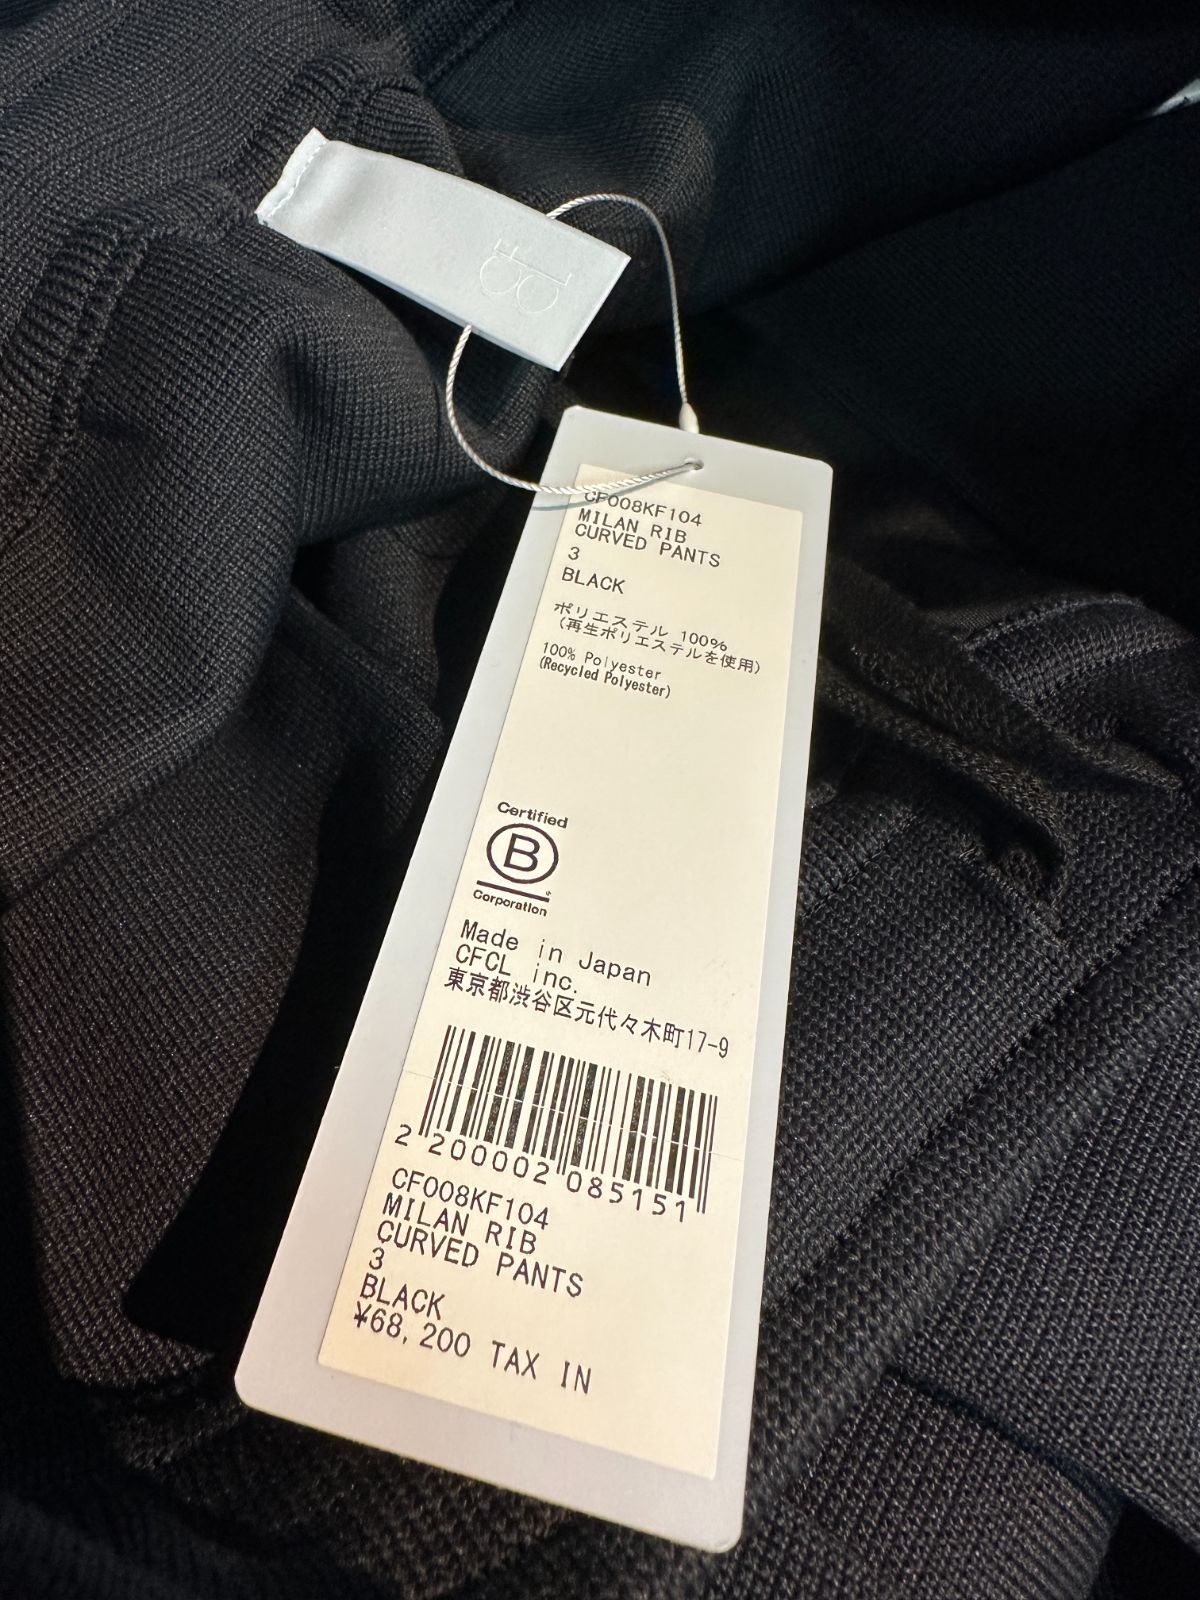 CF
CL
CF008KF104
MILAN RIB
CURVED PANTS
3
BLACK
ポリエステル 100%
(再生ポリエステルを使用)
100% Polyester
(Recycled Polyester)
Certified
B
Corporation
Made in Japan
CFCL inc.
東京都渋谷区元代々木町17-9
2 200002 085151
CF008KF104
MILAN RIB
CURVED PANTS
3
BLACK
¥68,200 TAX IN